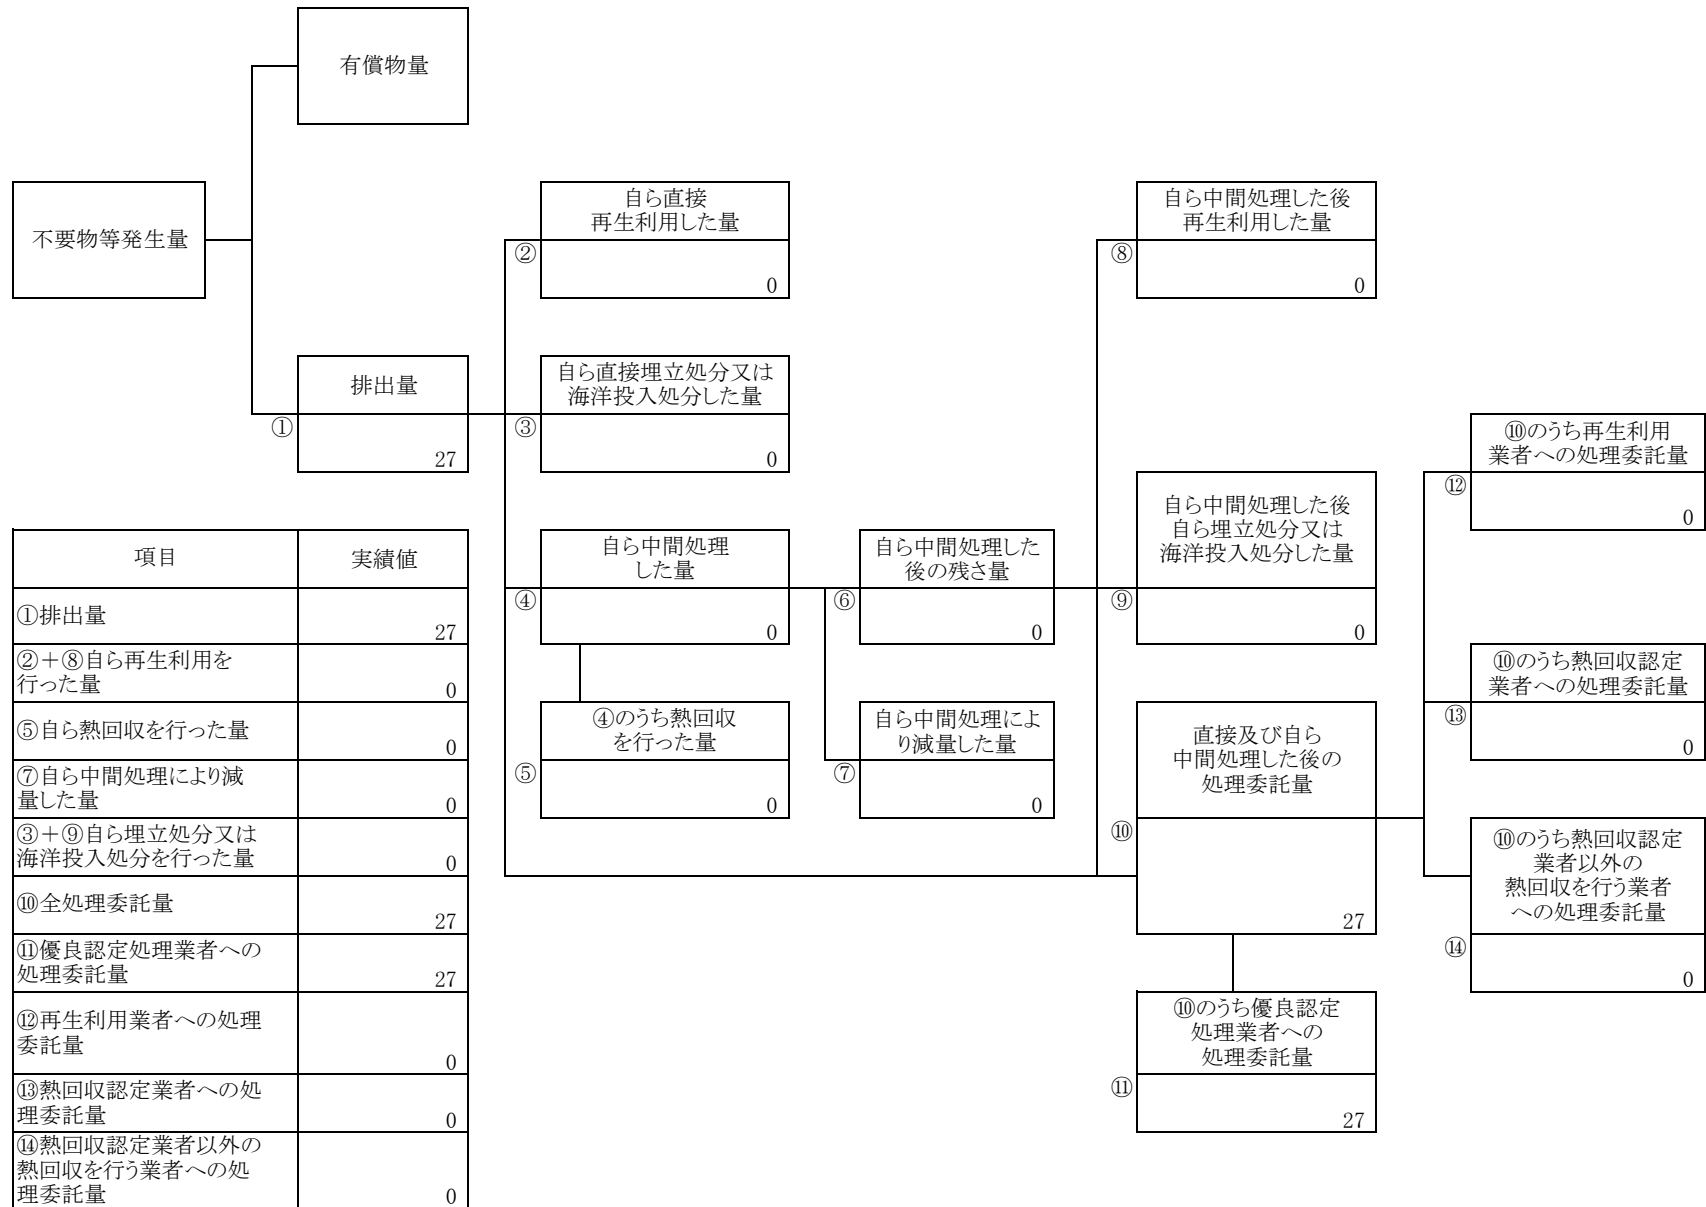 有償物量
不要物等発生量
自ら直接
再生利用した量
②
0
自ら中間処理した後
再生利用した量
⑧
0
排出量
①
27
自ら直接埋立処分又は
海洋投入処分した量
③
0
⑩のうち再生利用
業者への処理委託量
⑫
0
自ら中間処理
した量
④
0
自ら中間処理した
後の残さ量
⑥
0
自ら中間処理した後
自ら埋立処分又は
海洋投入処分した量
⑨
0
⑩のうち熱回収認定
業者への処理委託量
⑬
0
④のうち熱回収
を行った量
⑤
0
自ら中間処理によ
り減量した量
⑦
0
直接及び自ら
中間処理した後の
処理委託量
⑩
27
⑩のうち熱回収認定
業者以外の
熱回収を行う業者
への処理委託量
⑭
0
⑩のうち優良認定
処理業者への
処理委託量
⑪
27
項目 実績値
①排出量
27
②＋⑧自ら再生利用を
行った量
0
⑤自ら熱回収を行った量
0
⑦自ら中間処理により減
量した量
0
③＋⑨自ら埋立処分又は
海洋投入処分を行った量
0
⑩全処理委託量
27
⑪優良認定処理業者への
処理委託量
27
⑫再生利用業者への処理
委託量
0
⑬熱回収認定業者への処
理委託量
0
⑭熱回収認定業者以外の
熱回収を行う業者への処
理委託量
0